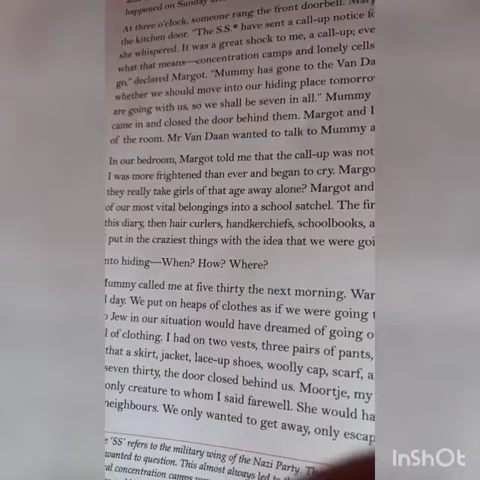 happened on Sunday
At three o'clock, someone rang the front doorbell.
the kitchen door. "The S.S.* have sent a call-up notice
she whispered. It was a great shock to me, a call-up;
what that means—concentration camps and lonely cells
go," declared Margot. "Mummy has gone to the Van Da
whether we should move into our hiding place tomorro
are going with us, so we shall be seven in all." Mummy
came in and closed the door behind them. Margot and I
of the room. Mr Van Daan wanted to talk to Mummy a
In our bedroom, Margot told me that the call-up was not
I was more frightened than ever and began to cry. Margo
they really take girls of that age away alone? Margot and
of our most vital belongings into a school satchel. The fir
this diary, then hair curlers, handkerchiefs, schoolbooks, a
put in the craziest things with the idea that we were goi
nto hiding—When? How? Where?
ummy called me at five thirty the next morning. War
day. We put on heaps of clothes as if we were going
Jew in our situation would have dreamed of going o
l of clothing. I had on two vests, three pairs of pants,
that a skirt, jacket, lace-up shoes, woolly cap, scarf, a
seven thirty, the door closed behind us. Moortje, my
only creature to whom I said farewell. She would ha
neighbours. We only wanted to get away, only escap
'SS' refers to the military wing of the Nazi Party.
wanted to question. This almost always led
concentration camps
InShOt